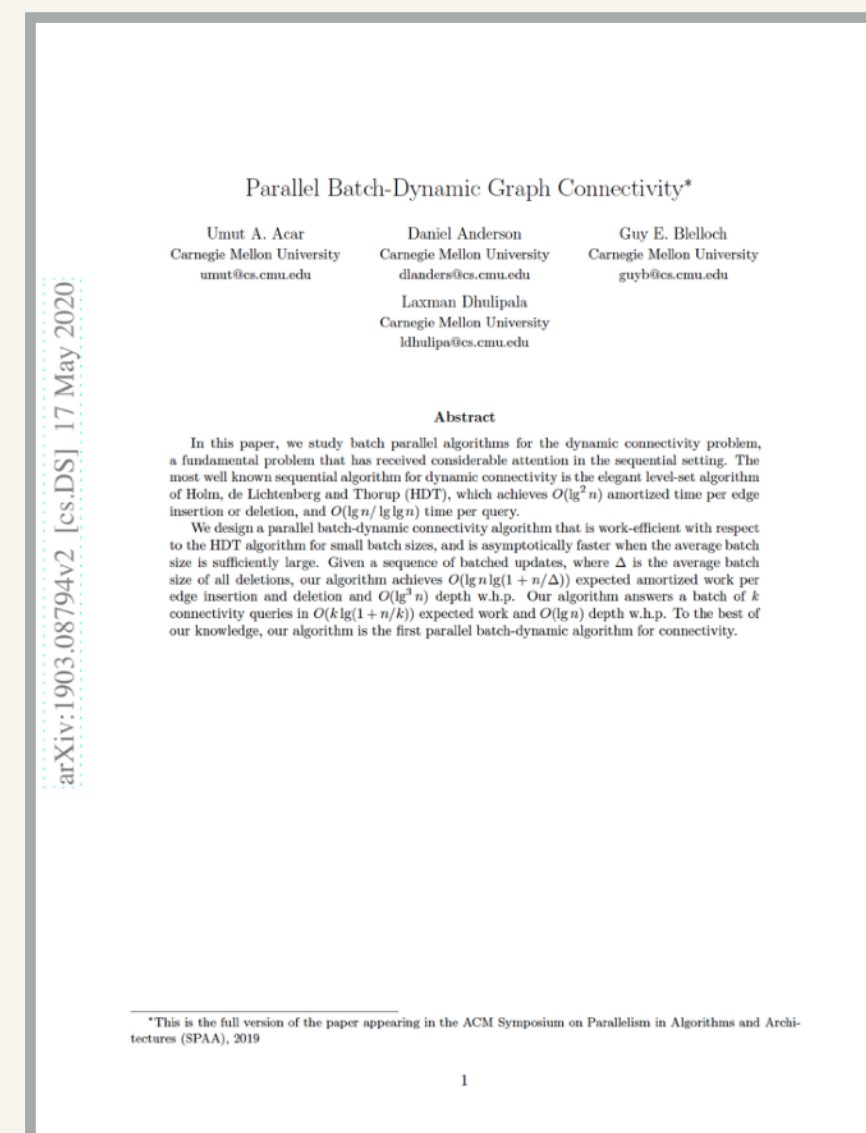 Parallel Batch-Dynamic Graph Connectivity*
Umut A. Acar
Carnegie Mellon University
umut@cs.cmu.edu
Daniel Anderson
Carnegie Mellon University
dlanders@cs.cmu.edu
Guy E. Blelloch
Carnegie Mellon University
guyb@cs.cmu.edu
Laxman Dhulipala
Carnegie Mellon University
ldhulipa@cs.cmu.edu
arXiv:1903.08794v2 [cs.DS] 17 May 2020
Abstract
In this paper, we study batch parallel algorithms for the dynamic connectivity problem,
a fundamental problem that has received considerable attention in the sequential setting. The
most well known sequential algorithm for dynamic connectivity is the elegant level-set algorithm
of Holm, de Lichtenberg and Thorup (HDT), which achieves O(lg² n) amortized time per edge
insertion or deletion, and O(lg n/ lg lg n) time per query.
We design a parallel batch-dynamic connectivity algorithm that is work-efficient with respect
to the HDT algorithm for small batch sizes, and is asymptotically faster when the average batch
size is sufficiently large. Given a sequence of batched updates, where Δ is the average batch
size of all deletions, our algorithm achieves O(lg n lg(1 + n/Δ)) expected amortized work per
edge insertion and deletion and O(lg³ n) depth w.h.p. Our algorithm answers a batch of k
connectivity queries in O(k lg(1 + n/k)) expected work and O(lg n) depth w.h.p. To the best of
our knowledge, our algorithm is the first parallel batch-dynamic algorithm for connectivity.
*This is the full version of the paper appearing in the ACM Symposium on Parallelism in Algorithms and Archi-
tectures (SPAA), 2019
1